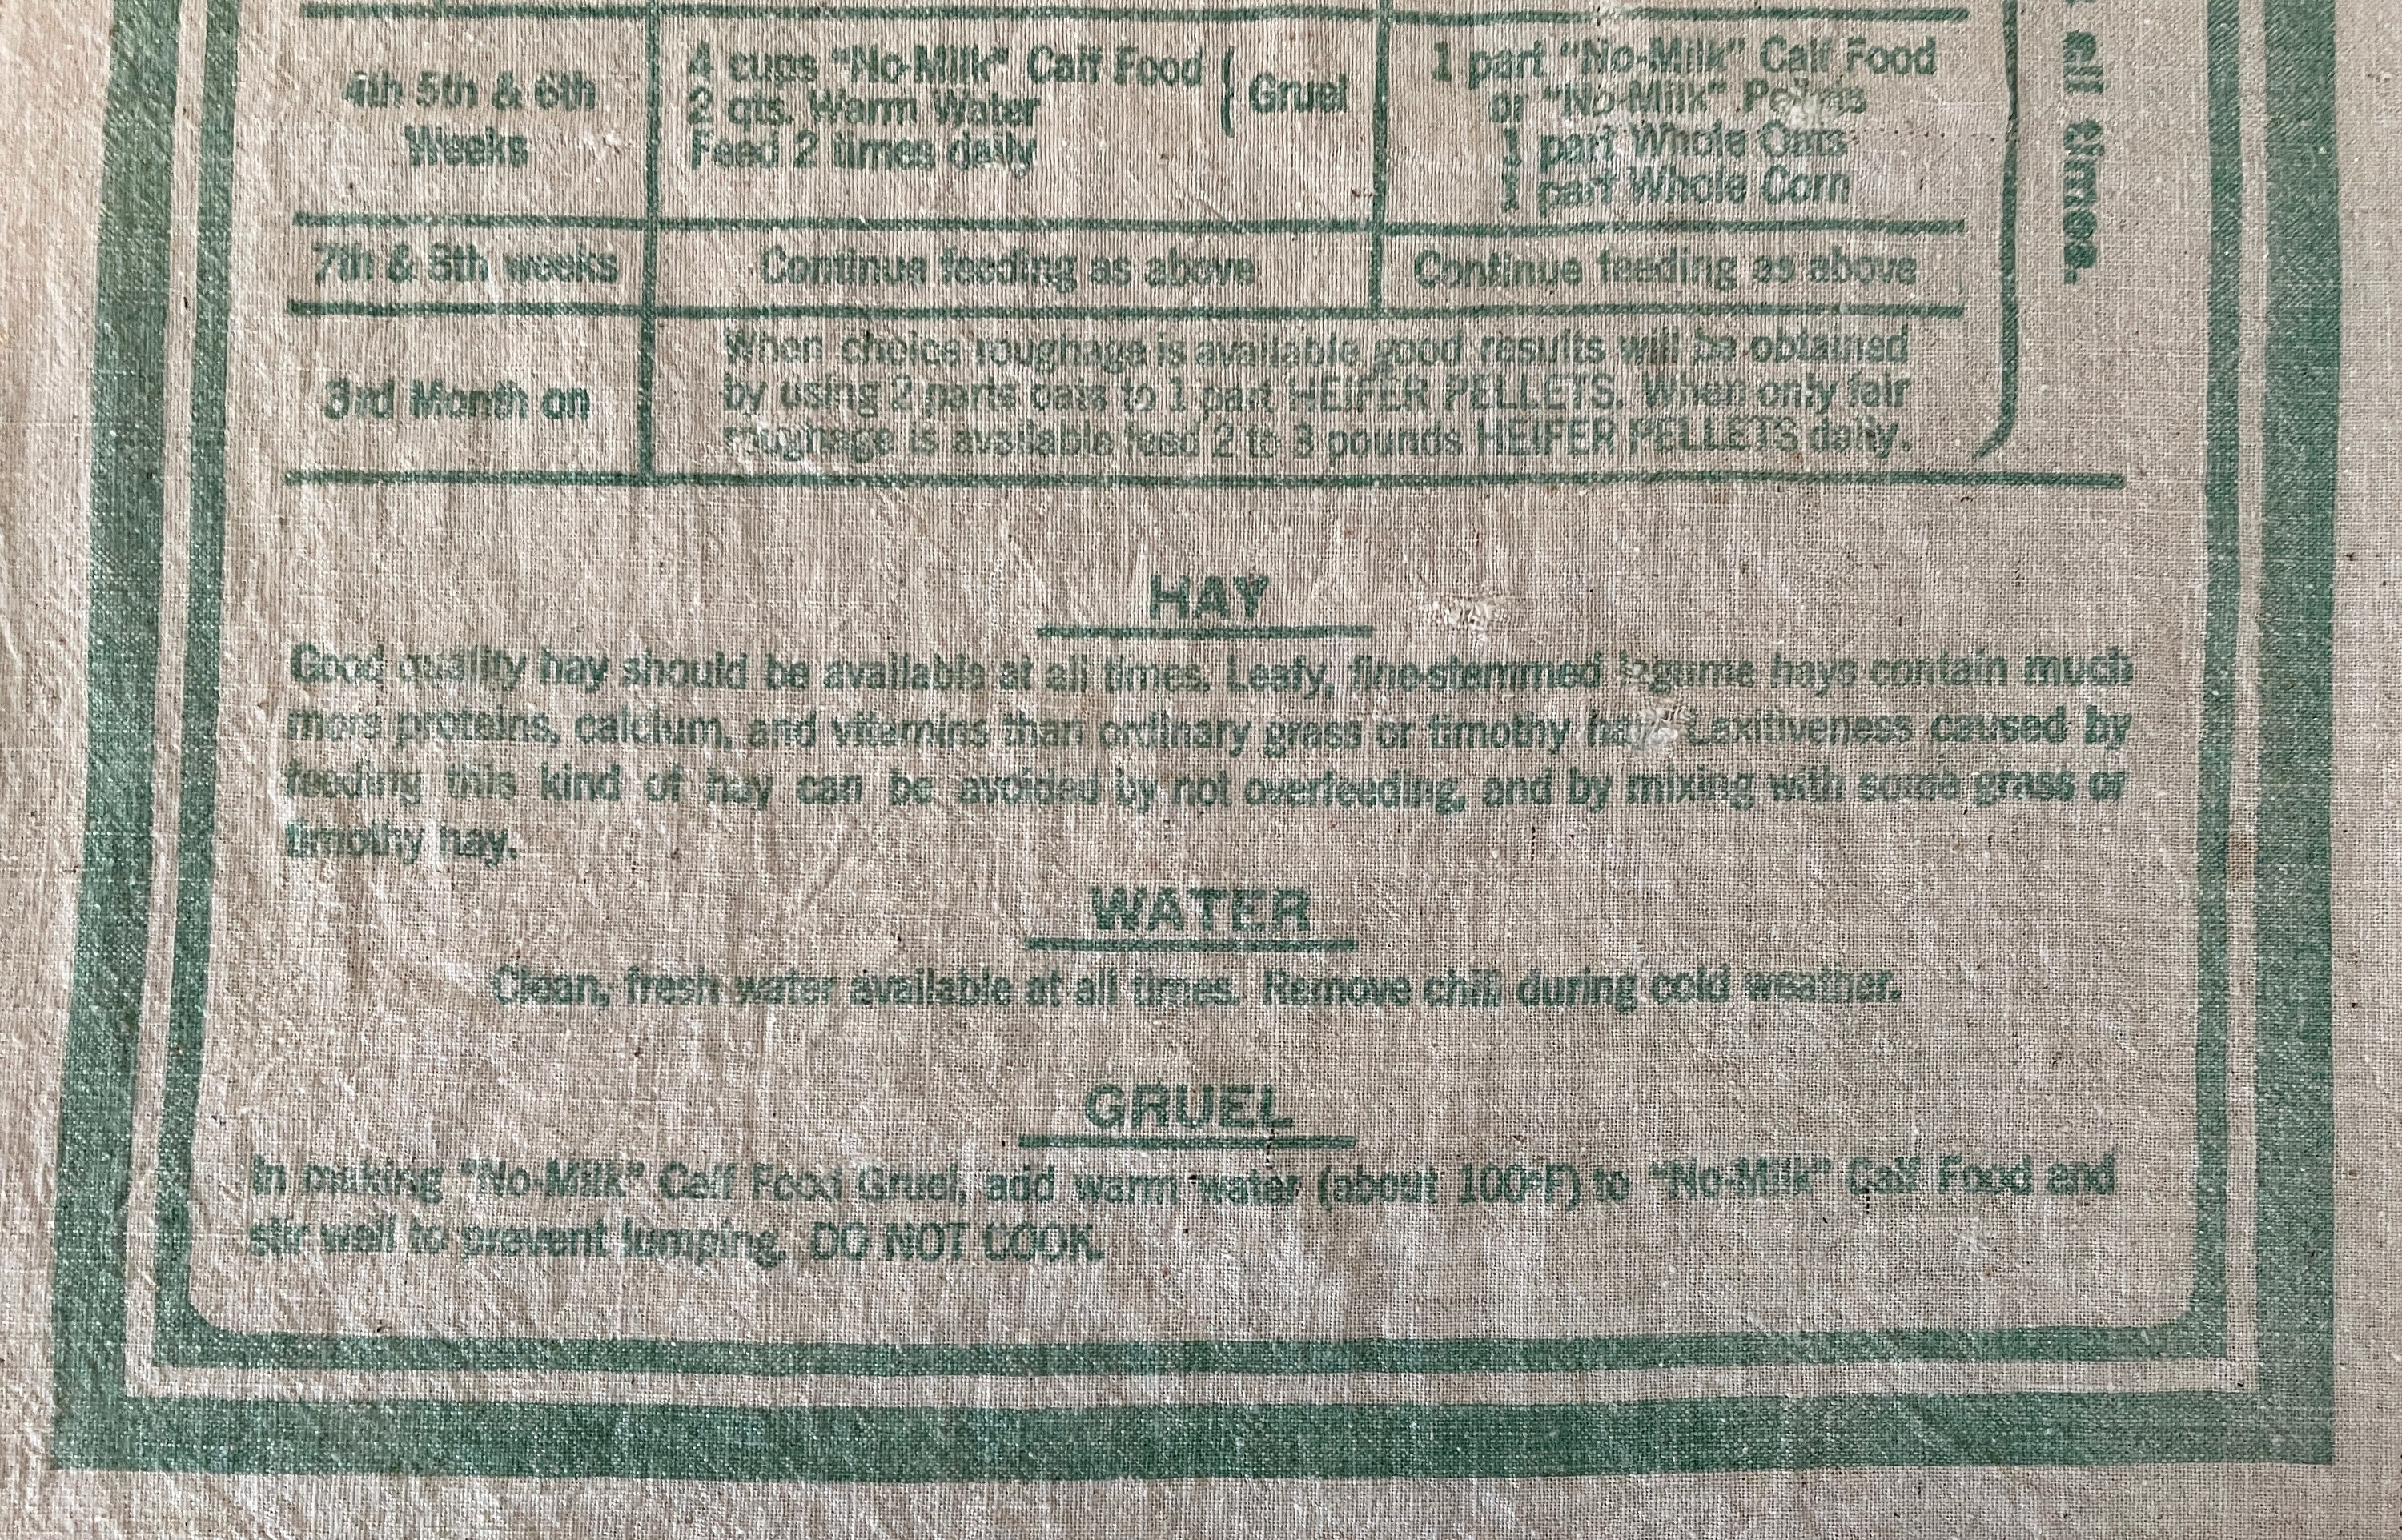 4th 5th & 6th
Weeks
4 cups "No-Milk" Calf Food
2 qts. Warm Water
Feed 2 times daily
Gruel
1 part "No-Milk" Calf Food
or "No-Milk" Pellets
1 part Whole Oats
1 part Whole Corn
all times.
7th & 8th weeks
Continue feeding as above
Continue feeding as above
3rd Month on
When choice roughage is available good results will be obtained
by using 2 parts oats to 1 part HEIFER PELLETS. When only fair
roughage is available feed 2 to 3 pounds HEIFER PELLETS daily.
HAY
Good quality hay should be available at all times. Leafy, fine-stemmed legume hays contain much
more proteins, calcium, and vitamins than ordinary grass or timothy hay. Laxitiveness caused by
feeding this kind of hay can be avoided by not overfeeding, and by mixing with some grass or
timothy hay.
WATER
Clean, fresh water available at all times. Remove chill during cold weather.
GRUEL
In making "No-Milk" Calf Food Gruel, add warm water (about 100°F) to "No-Milk" Calf Food and
stir well to prevent lumping. DO NOT COOK.